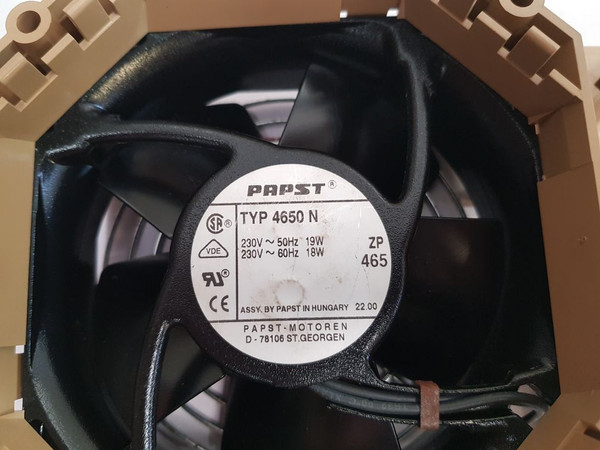 PAPST®
TYP 4650 N
230V ~ 50Hz 19W
230V ~ 60Hz 18W
ZP
465
VDE
ASSY. BY PAPST IN HUNGARY 22.00
PAPST-MOTOREN
D - 78106 ST.GEORGEN